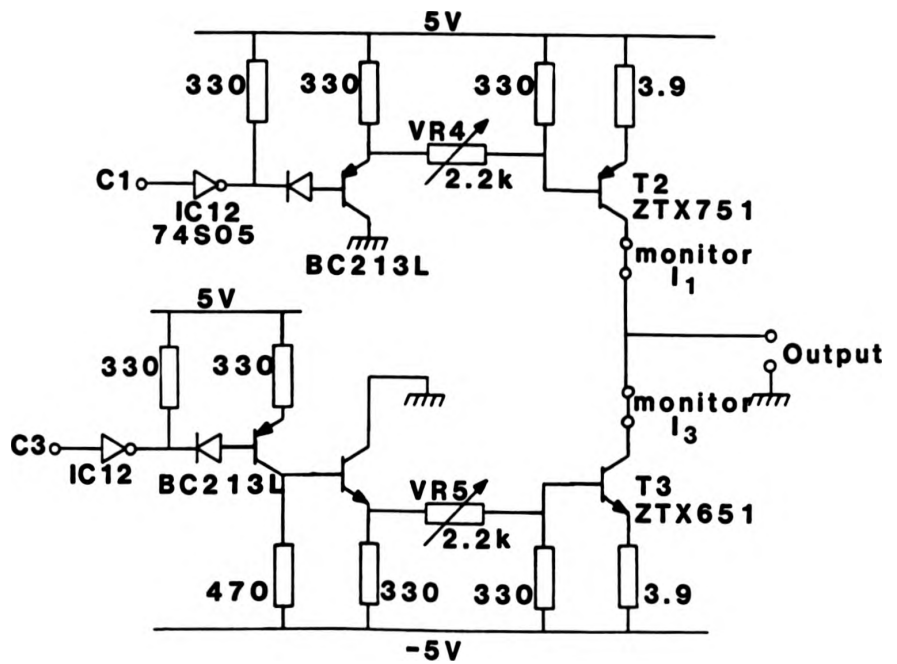 5V
330
330
330
3.9
VR4
2.2k
C1
IC12
74S05
BC213L
T2
ZTX751
monitor
I1
5V
330
330
Output
monitor
I3
C3
IC12
BC213L
VR5
2.2k
T3
ZTX651
470
330
330
3.9
-5V